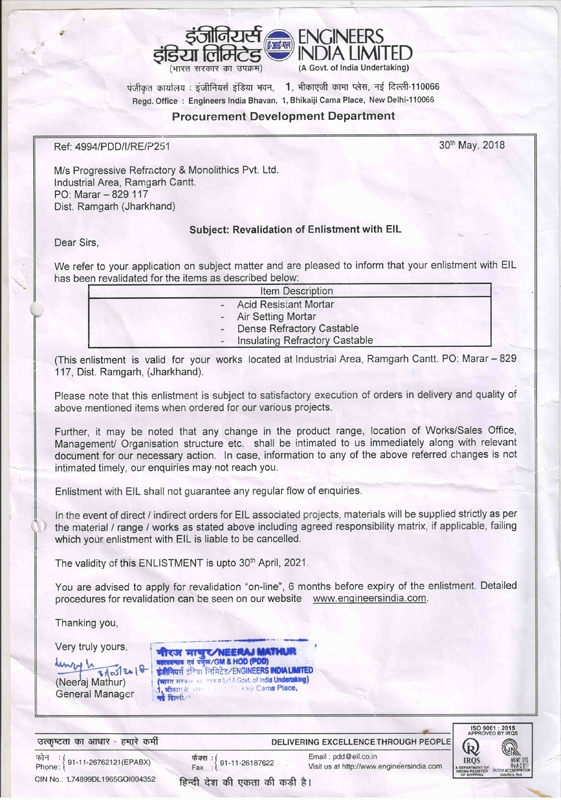 इंजीनियर्स
इंडिया लिमिटेड
(भारत सरकार का उपक्रम)
ENGINEERS
INDIA LIMITED
(A Govt. of India Undertaking)
पंजीकृत कार्यालय : इंजीनियर्स इंडिया भवन, 1, भीकाएजी कामा प्लेस, नई दिल्ली-110066
Regd. Office : Engineers India Bhavan, 1, Bhikaiji Cama Place, New Delhi-110066
Procurement Development Department
Ref: 4994/PDD/I/RE/P251 30th May, 2018
M/s Progressive Refractory & Monolithics Pvt. Ltd.
Industrial Area, Ramgarh Cantt.
PO: Marar – 829 117
Dist. Ramgarh (Jharkhand)
Subject: Revalidation of Enlistment with EIL
Dear Sirs,
We refer to your application on subject matter and are pleased to inform that your enlistment with EIL
has been revalidated for the items as described below:
Item Description
- Acid Resistant Mortar
- Air Setting Mortar
- Dense Refractory Castable
- Insulating Refractory Castable
(This enlistment is valid for your works located at Industrial Area, Ramgarh Cantt. PO: Marar – 829
117, Dist. Ramgarh, (Jharkhand).
Please note that this enlistment is subject to satisfactory execution of orders in delivery and quality of
above mentioned items when ordered for our various projects.
Further, it may be noted that any change in the product range, location of Works/Sales Office,
Management/ Organisation structure etc. shall be intimated to us immediately along with relevant
document for our necessary action. In case, information to any of the above referred changes is not
intimated timely, our enquiries may not reach you.
Enlistment with EIL shall not guarantee any regular flow of enquiries.
In the event of direct / indirect orders for EIL associated projects, materials will be supplied strictly as per
the material / range / works as stated above including agreed responsibility matrix, if applicable, failing
which your enlistment with EIL is liable to be cancelled.
The validity of this ENLISTMENT is upto 30th April, 2021.
You are advised to apply for revalidation "on-line", 6 months before expiry of the enlistment. Detailed
procedures for revalidation can be seen on our website www.engineersindia.com.
Thanking you,
Very truly yours,
(Neeraj Mathur)
General Manager
नीरज माथुर/NEERAJ MATHUR
महाप्रबन्धक एवं प्रमुख/GM & HOD (PDD)
इंजीनियर्स इंडिया लिमिटेड/ENGINEERS INDIA LIMITED
(भारत सरकार का (A Govt. of India Undertaking)
1, Cama Place,
नई दिल्ली
उत्कृष्टता का आधार - हमारे कर्मी DELIVERING EXCELLENCE THROUGH PEOPLE
फोन : Phone: 91-11-26762121(EPABX)
फैक्स : Fax : 91-11-26187622
Email : pdd@eil.co.in
Visit us at http://www.engineersindia.com
CIN No.: L74899DL1965GOI004352 हिन्दी देश की एकता की कड़ी है।
ISO 9001 : 2015
APPROVED BY IRQS
IRQS